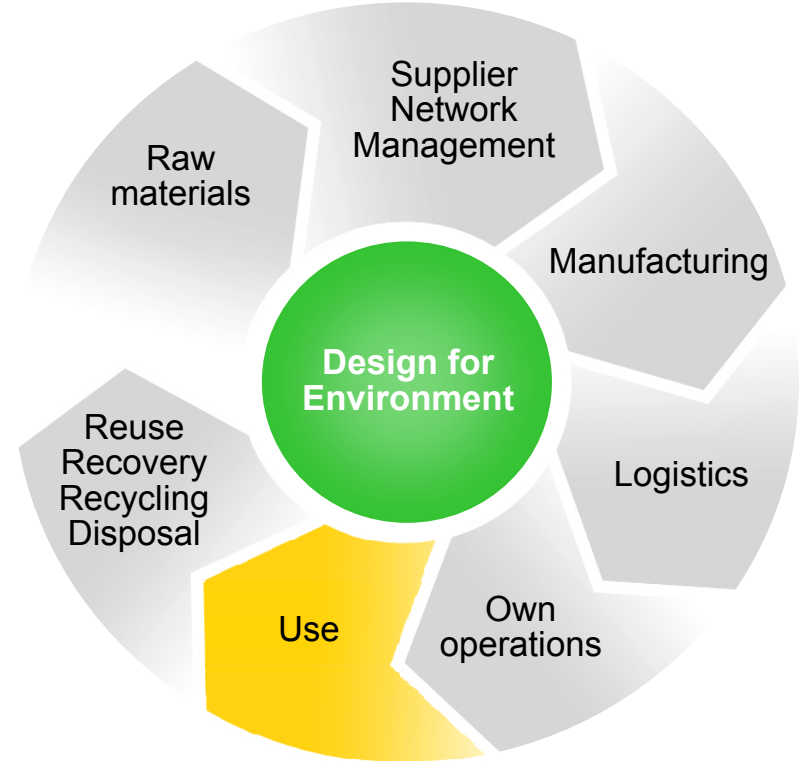 Supplier
Network
Management
Raw
materials
Manufacturing
Design for
Environment
Reuse
Recovery
Recycling
Disposal
Logistics
Use
Own
operations